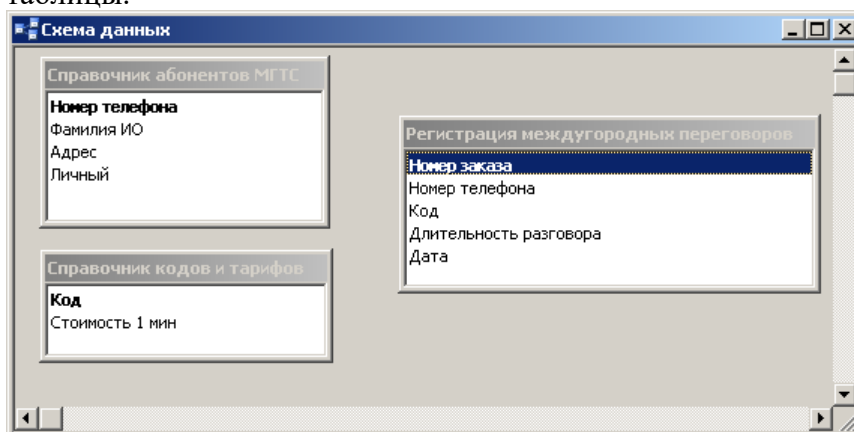 таблицы.
Схема данных
Справочник абонентов МГТС
Номер телефона
Фамилия ИО
Адрес
Личный
Регистрация междугородных переговоров
Номер заказа
Номер телефона
Код
Длительность разговора
Дата
Справочник кодов и тарифов
Код
Стоимость 1 мин